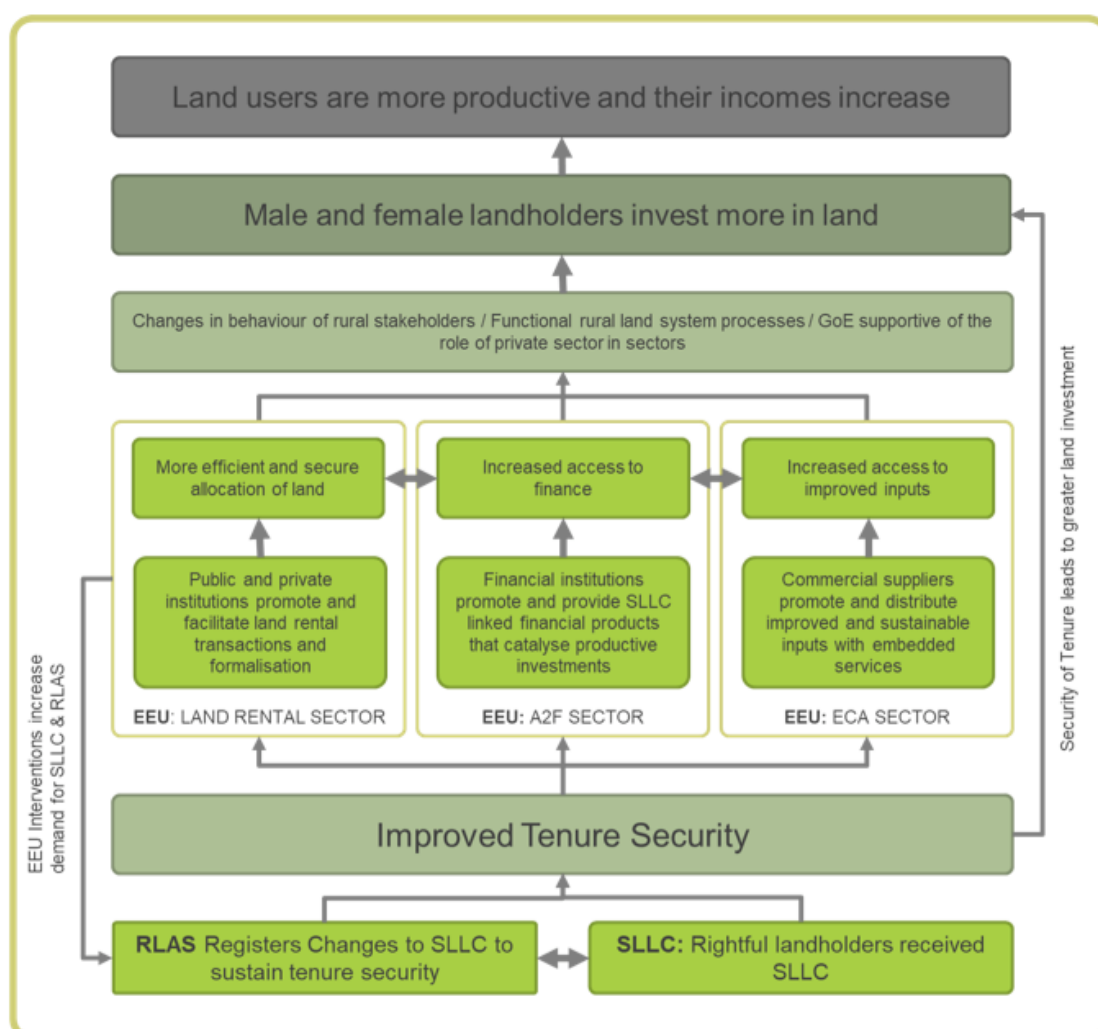 Land users are more productive and their incomes increase
Male and female landholders invest more in land
Changes in behaviour of rural stakeholders / Functional rural land system processes / GoE supportive of the
role of private sector in sectors
More efficient and secure
allocation of land
Increased access to
finance
Increased access to
improved inputs
Public and private
institutions promote and
facilitate land rental
transactions and
formalisation
Financial institutions
promote and provide SLLC
linked financial products
that catalyse productive
investments
Commercial suppliers
promote and distribute
improved and sustainable
inputs with embedded
services
EEU: LAND RENTAL SECTOR
EEU: A2F SECTOR
EEU: ECA SECTOR
EEU Interventions increase
demand for SLLC & RLAS
Security of Tenure leads to greater land investment
Improved Tenure Security
RLAS Registers Changes to SLLC to
sustain tenure security
SLLC: Rightful landholders received
SLLC